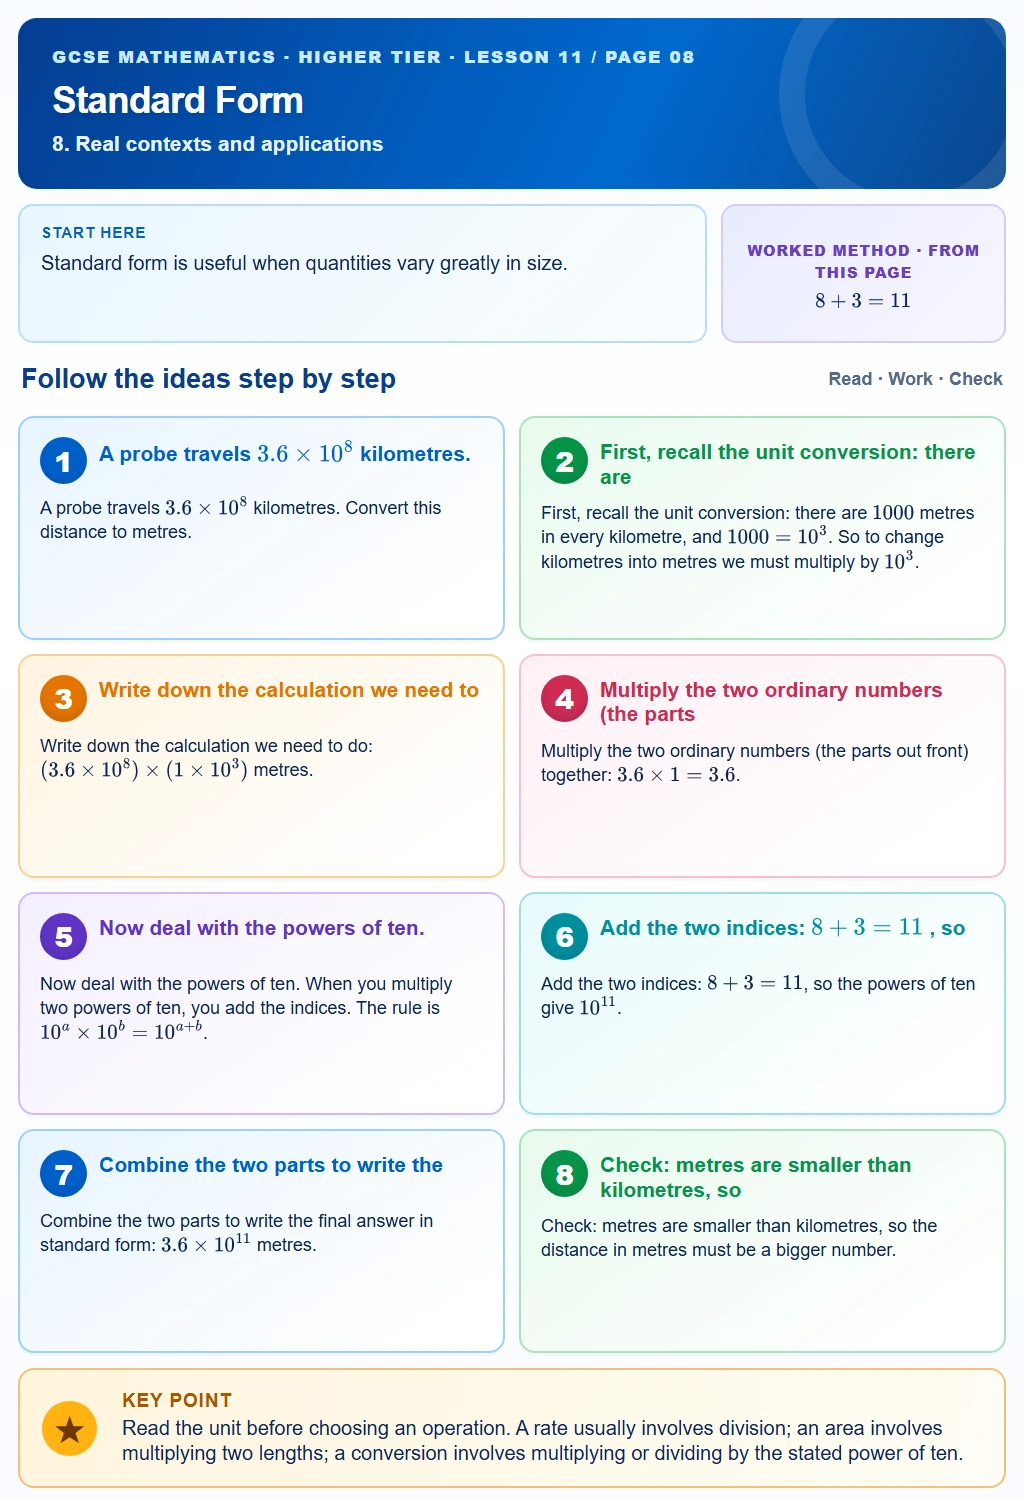 GCSE MATHEMATICS · HIGHER TIER · LESSON 11 / PAGE 08
Standard Form
8. Real contexts and applications
START HERE
Standard form is useful when quantities vary greatly in size.
WORKED METHOD · FROM
THIS PAGE
8 + 3 = 11
Follow the ideas step by step
Read · Work · Check
1
A probe travels 3.6 × 10⁸ kilometres.
A probe travels 3.6 × 10⁸ kilometres. Convert this
distance to metres.
2
First, recall the unit conversion: there
are
First, recall the unit conversion: there are 1000 metres
in every kilometre, and 1000 = 10³. So to change
kilometres into metres we must multiply by 10³.
3
Write down the calculation we need to
Write down the calculation we need to do:
(3.6 × 10⁸) × (1 × 10³) metres.
4
Multiply the two ordinary numbers
(the parts
Multiply the two ordinary numbers (the parts out front)
together: 3.6 × 1 = 3.6.
5
Now deal with the powers of ten.
Now deal with the powers of ten. When you multiply
two powers of ten, you add the indices. The rule is
10ᵃ × 10ᵇ = 10ᵃ⁺ᵇ.
6
Add the two indices: 8 + 3 = 11 , so
Add the two indices: 8 + 3 = 11, so the powers of ten
give 10¹¹.
7
Combine the two parts to write the
Combine the two parts to write the final answer in
standard form: 3.6 × 10¹¹ metres.
8
Check: metres are smaller than
kilometres, so
Check: metres are smaller than kilometres, so the
distance in metres must be a bigger number.
KEY POINT
Read the unit before choosing an operation. A rate usually involves division; an area involves
multiplying two lengths; a conversion involves multiplying or dividing by the stated power of ten.